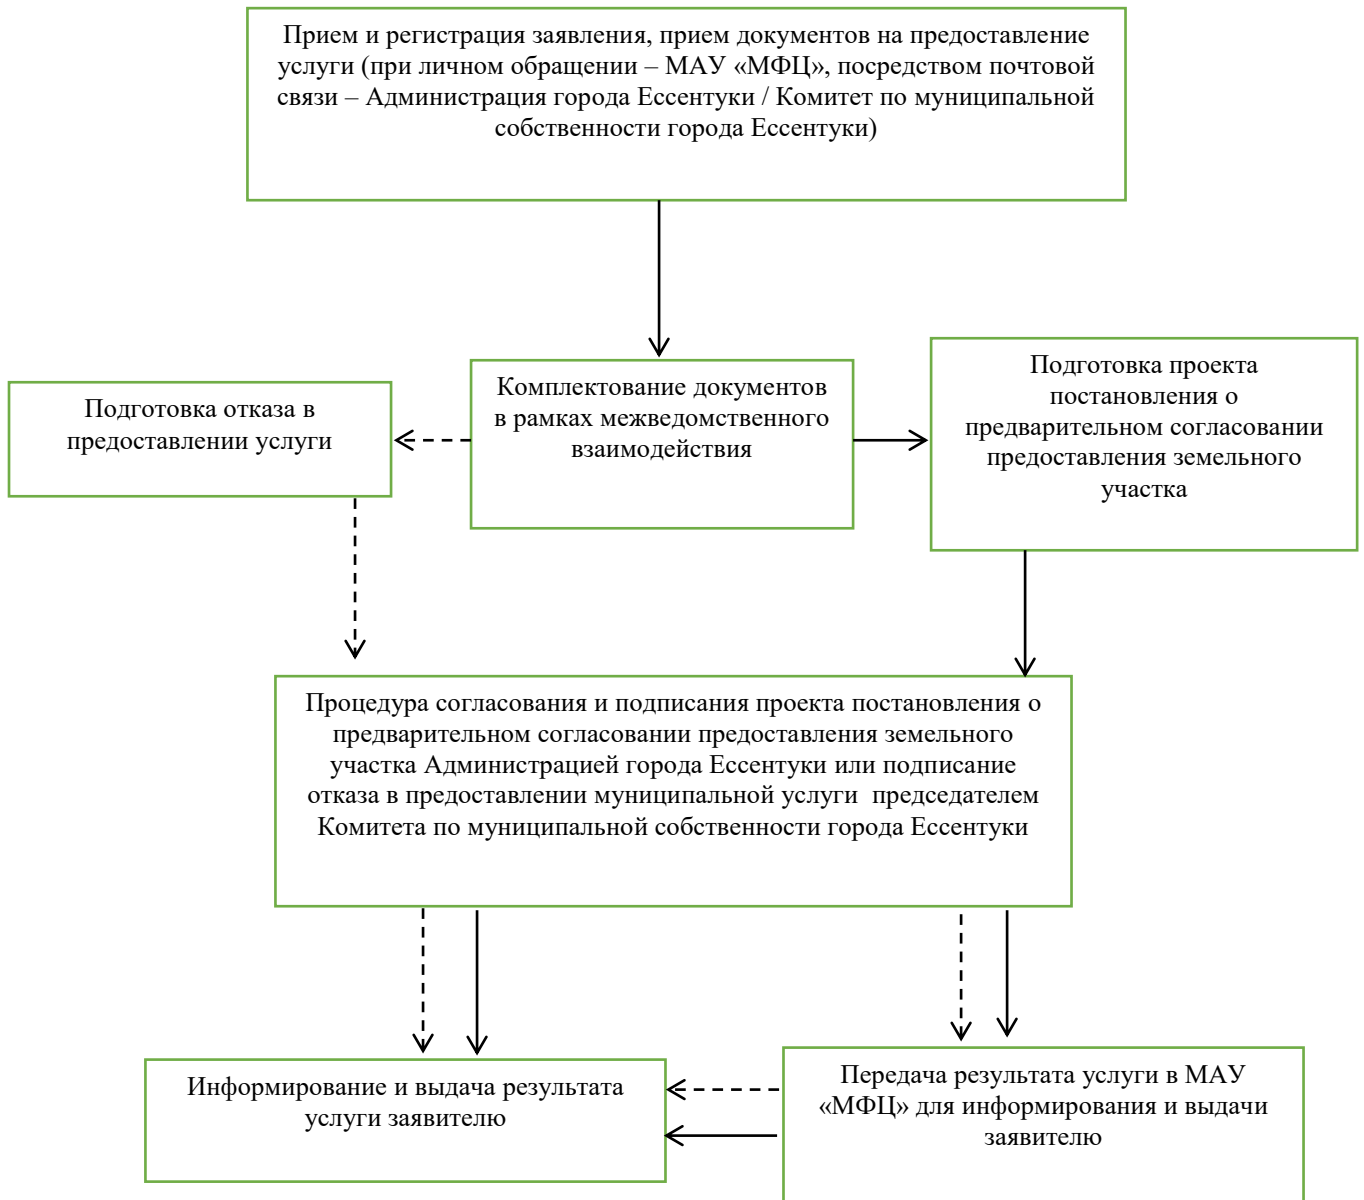 Прием и регистрация заявления, прием документов на предоставление
услуги (при личном обращении – МАУ «МФЦ», посредством почтовой
связи – Администрация города Ессентуки / Комитет по муниципальной
собственности города Ессентуки)
Подготовка отказа в
предоставлении услуги
Комплектование документов
в рамках межведомственного
взаимодействия
Подготовка проекта
постановления о
предварительном согласовании
предоставления земельного
участка
Процедура согласования и подписания проекта постановления о
предварительном согласовании предоставления земельного
участка Администрацией города Ессентуки или подписание
отказа в предоставлении муниципальной услуги председателем
Комитета по муниципальной собственности города Ессентуки
Информирование и выдача результата
услуги заявителю
Передача результата услуги в МАУ
«МФЦ» для информирования и выдачи
заявителю